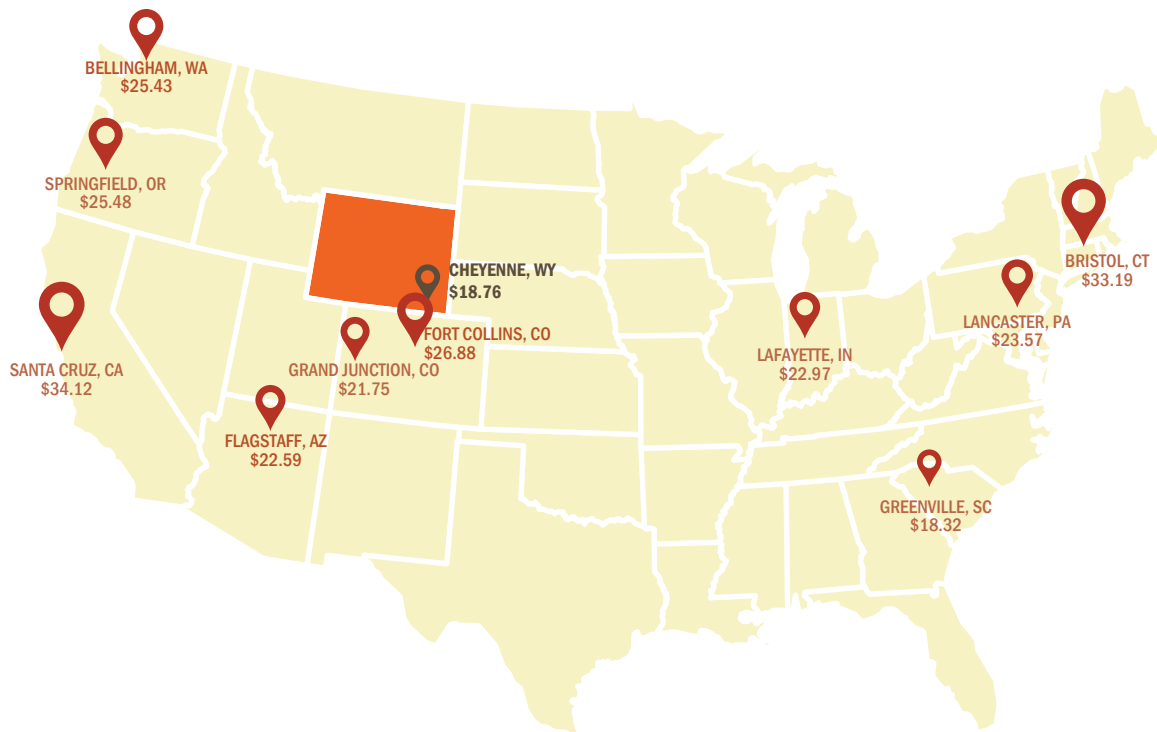 BELLINGHAM, WA
$25.43
SPRINGFIELD, OR
$25.48
SANTA CRUZ, CA
$34.12
CHEYENNE, WY
$18.76
FORT COLLINS, CO
$26.88
GRAND JUNCTION, CO
$21.75
FLAGSTAFF, AZ
$22.59
LAFAYETTE, IN
$22.97
BRISTOL, CT
$33.19
LANCASTER, PA
$23.57
GREENVILLE, SC
$18.32